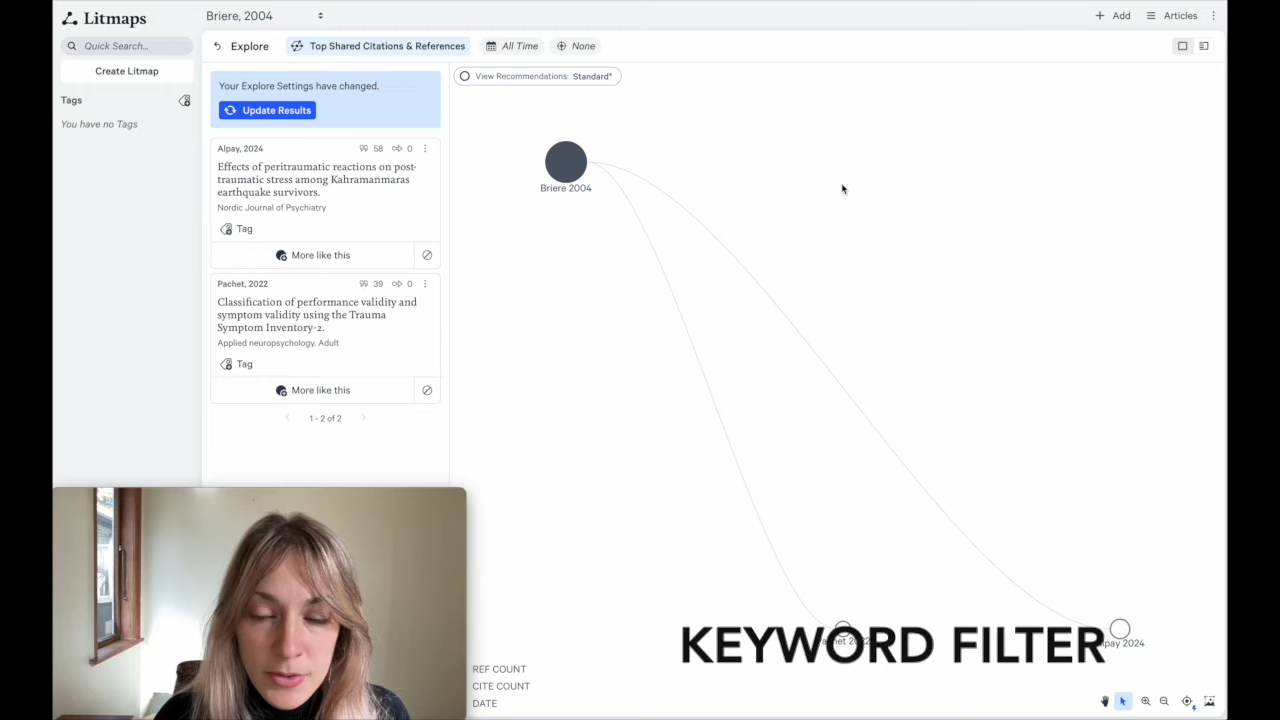 Litmaps
Briere, 2004
Add
Articles
Quick Search...
Explore
Top Shared Citations & References
All Time
None
Create Litmap
View Recommendations: Standard*
Tags
You have no Tags
Your Explore Settings have changed.
Update Results
Alpay, 2024
58
0
Effects of peritraumatic reactions on post-
traumatic stress among Kahramanmaras
earthquake survivors.
Nordic Journal of Psychiatry
Tag
More like this
Pachet, 2022
39
0
Classification of performance validity and
symptom validity using the Trauma
Symptom Inventory-2.
Applied neuropsychology. Adult
Tag
More like this
1 - 2 of 2
Briere 2004
KEYWORD FILTER
2024
REF COUNT
CITE COUNT
DATE